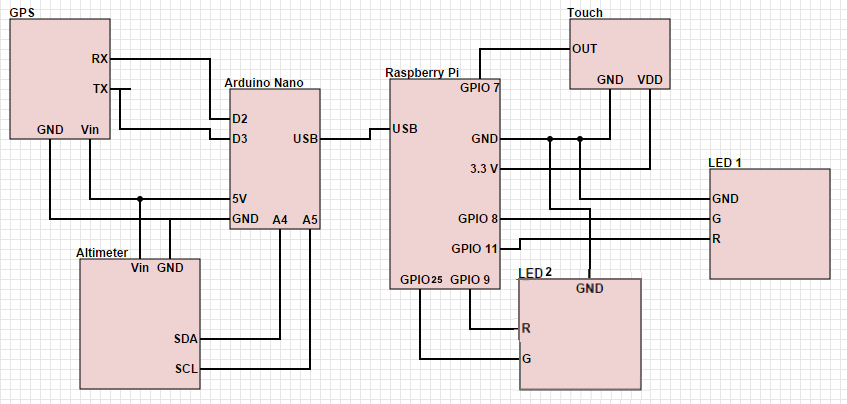 GPS
RX
TX
GND Vin
Arduino Nano
D2
D3
USB
5V
GND
A4 A5
Altimeter
Vin GND
SDA
SCL
Raspberry Pi
GPIO 7
USB
GND
3.3 V
GPIO 8
GPIO 11
GPIO25 GPIO 9
Touch
OUT
GND VDD
LED 1
GND
G
R
LED 2
GND
R
G